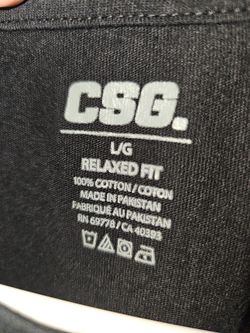 CSG.
L/G
RELAXED FIT
100% COTTON / COTON
MADE IN PAKISTAN
FABRIQUÉ AU PAKISTAN
RN 69778 / CA 40393